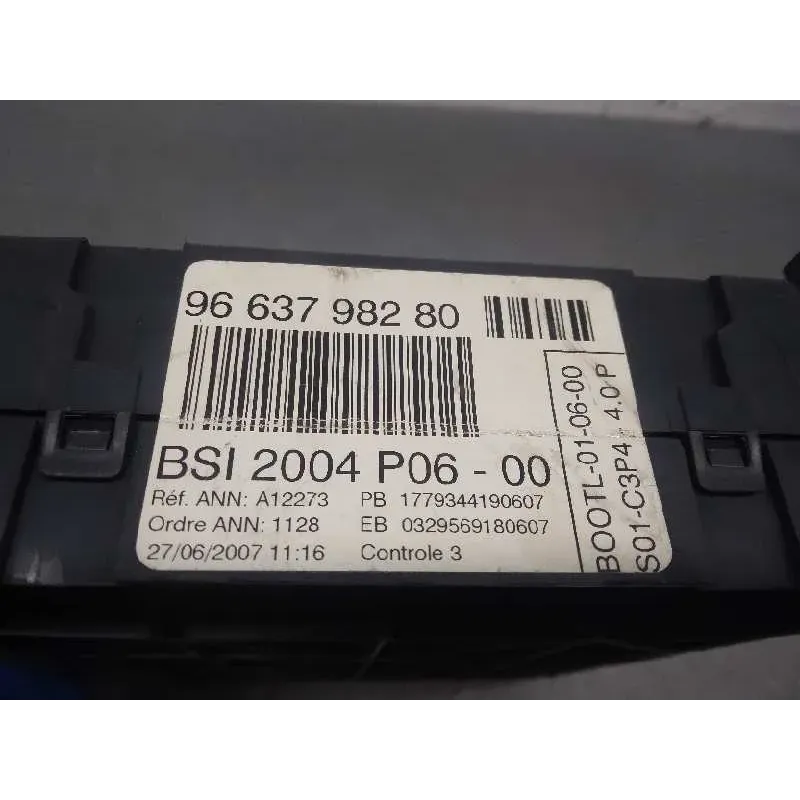 96 637 982 80
BSI 2004 P06 - 00
Réf. ANN: A12273 PB 1779344190607
Ordre ANN: 1128 EB 0329569180607
27/06/2007 11:16 Controle 3
BOOTL-01-06-00
S01-C3P4 - 4.0 P